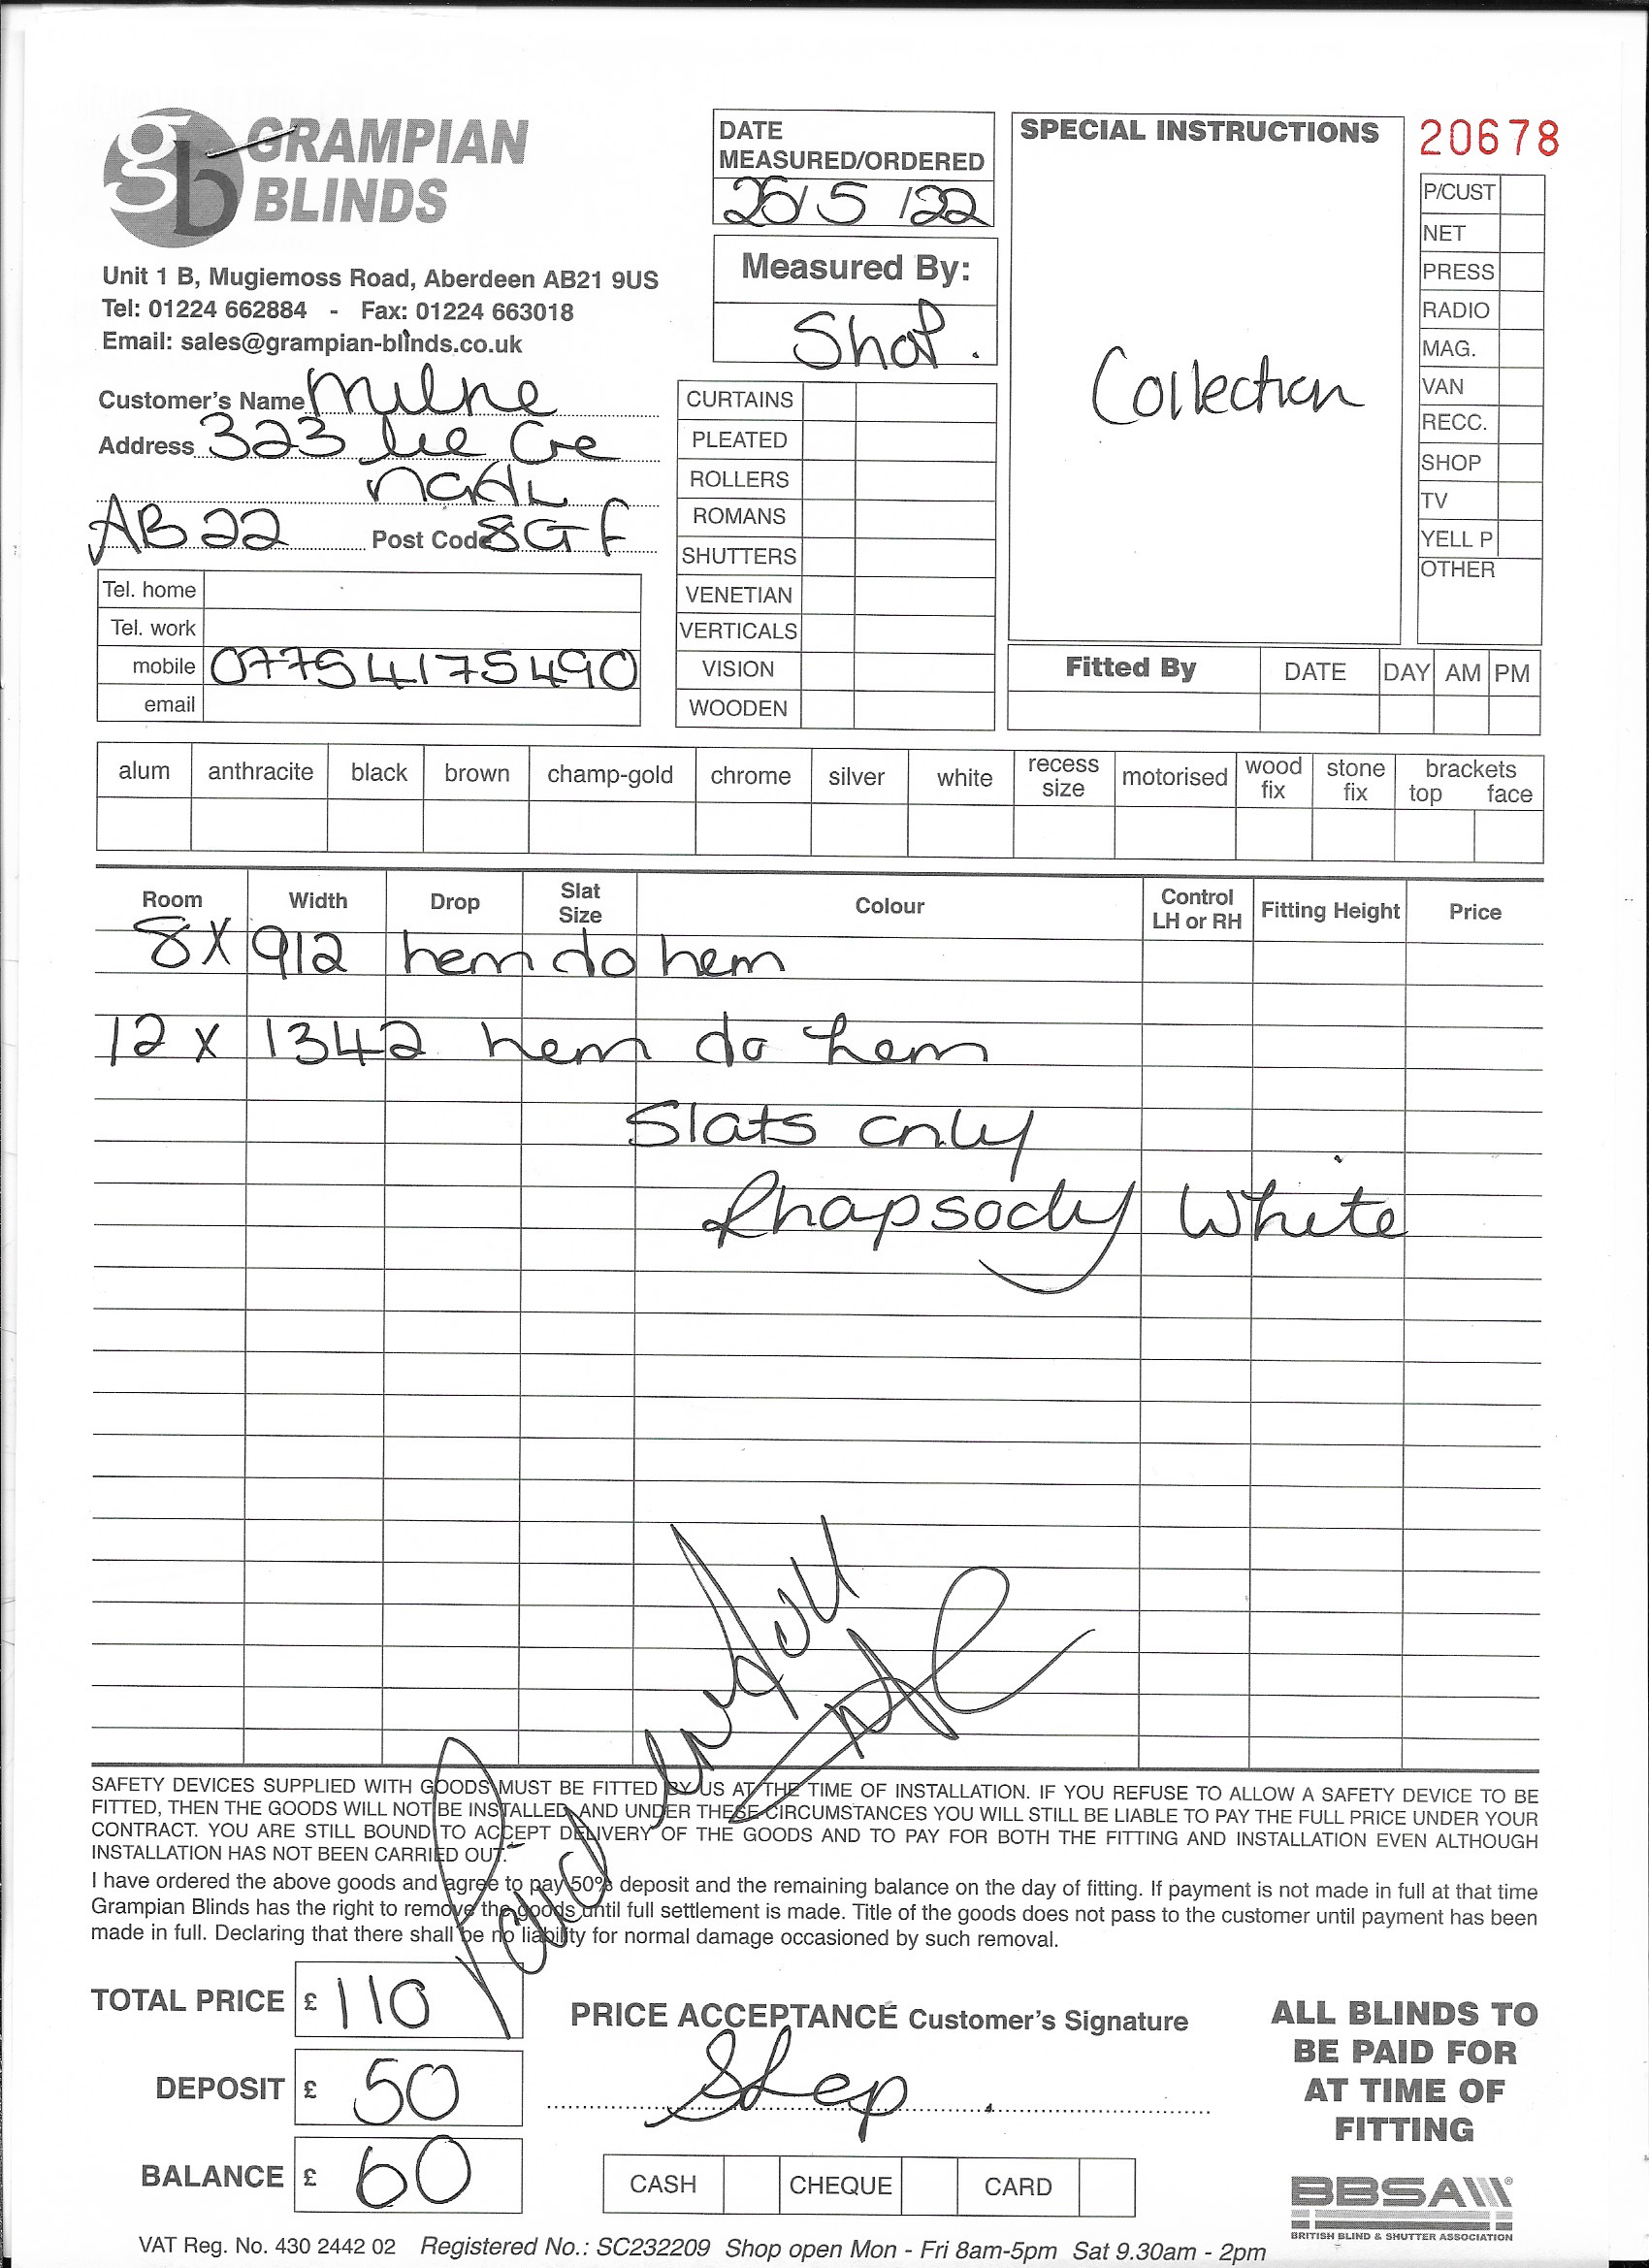 gb GRAMPIAN
BLINDS
Unit 1 B, Mugiemoss Road, Aberdeen AB21 9US
Tel: 01224 662884 - Fax: 01224 663018
Email: sales@grampian-blinds.co.uk
Customer's Name Milne
Address 323 Lee Cre
AB22 Post Code 8GF
Tel. home
Tel. work
mobile 07754175490
email
DATE
MEASURED/ORDERED
25/5/22
Measured By:
Shop.
CURTAINS
PLEATED
ROLLERS
ROMANS
SHUTTERS
VENETIAN
VERTICALS
VISION
WOODEN
SPECIAL INSTRUCTIONS
Collection
20678
P/CUST
NET
PRESS
RADIO
MAG.
VAN
RECC.
SHOP
TV
YELL P
OTHER
Fitted By DATE DAY AM PM
alum anthracite black brown champ-gold chrome silver white recess size motorised wood fix stone fix brackets top face
Room Width Drop Slat Size Colour Control LH or RH Fitting Height Price
8 x 912 hem to hem
12 x 1342 hem to hem
Slats only
Rhapsody White
Paid in full
SAFETY DEVICES SUPPLIED WITH GOODS MUST BE FITTED BY US AT THE TIME OF INSTALLATION. IF YOU REFUSE TO ALLOW A SAFETY DEVICE TO BE
FITTED, THEN THE GOODS WILL NOT BE INSTALLED AND UNDER THESE CIRCUMSTANCES YOU WILL STILL BE LIABLE TO PAY THE FULL PRICE UNDER YOUR
CONTRACT. YOU ARE STILL BOUND TO ACCEPT DELIVERY OF THE GOODS AND TO PAY FOR BOTH THE FITTING AND INSTALLATION EVEN ALTHOUGH
INSTALLATION HAS NOT BEEN CARRIED OUT.
I have ordered the above goods and agree to pay 50% deposit and the remaining balance on the day of fitting. If payment is not made in full at that time
Grampian Blinds has the right to remove the goods until full settlement is made. Title of the goods does not pass to the customer until payment has been
made in full. Declaring that there shall be no liability for normal damage occasioned by such removal.
TOTAL PRICE £ 110
DEPOSIT £ 50
BALANCE £ 60
PRICE ACCEPTANCE Customer's Signature
CASH CHEQUE CARD
ALL BLINDS TO
BE PAID FOR
AT TIME OF
FITTING
BBSA
BRITISH BLIND & SHUTTER ASSOCIATION
VAT Reg. No. 430 2442 02 Registered No.: SC232209 Shop open Mon - Fri 8am-5pm Sat 9.30am - 2pm